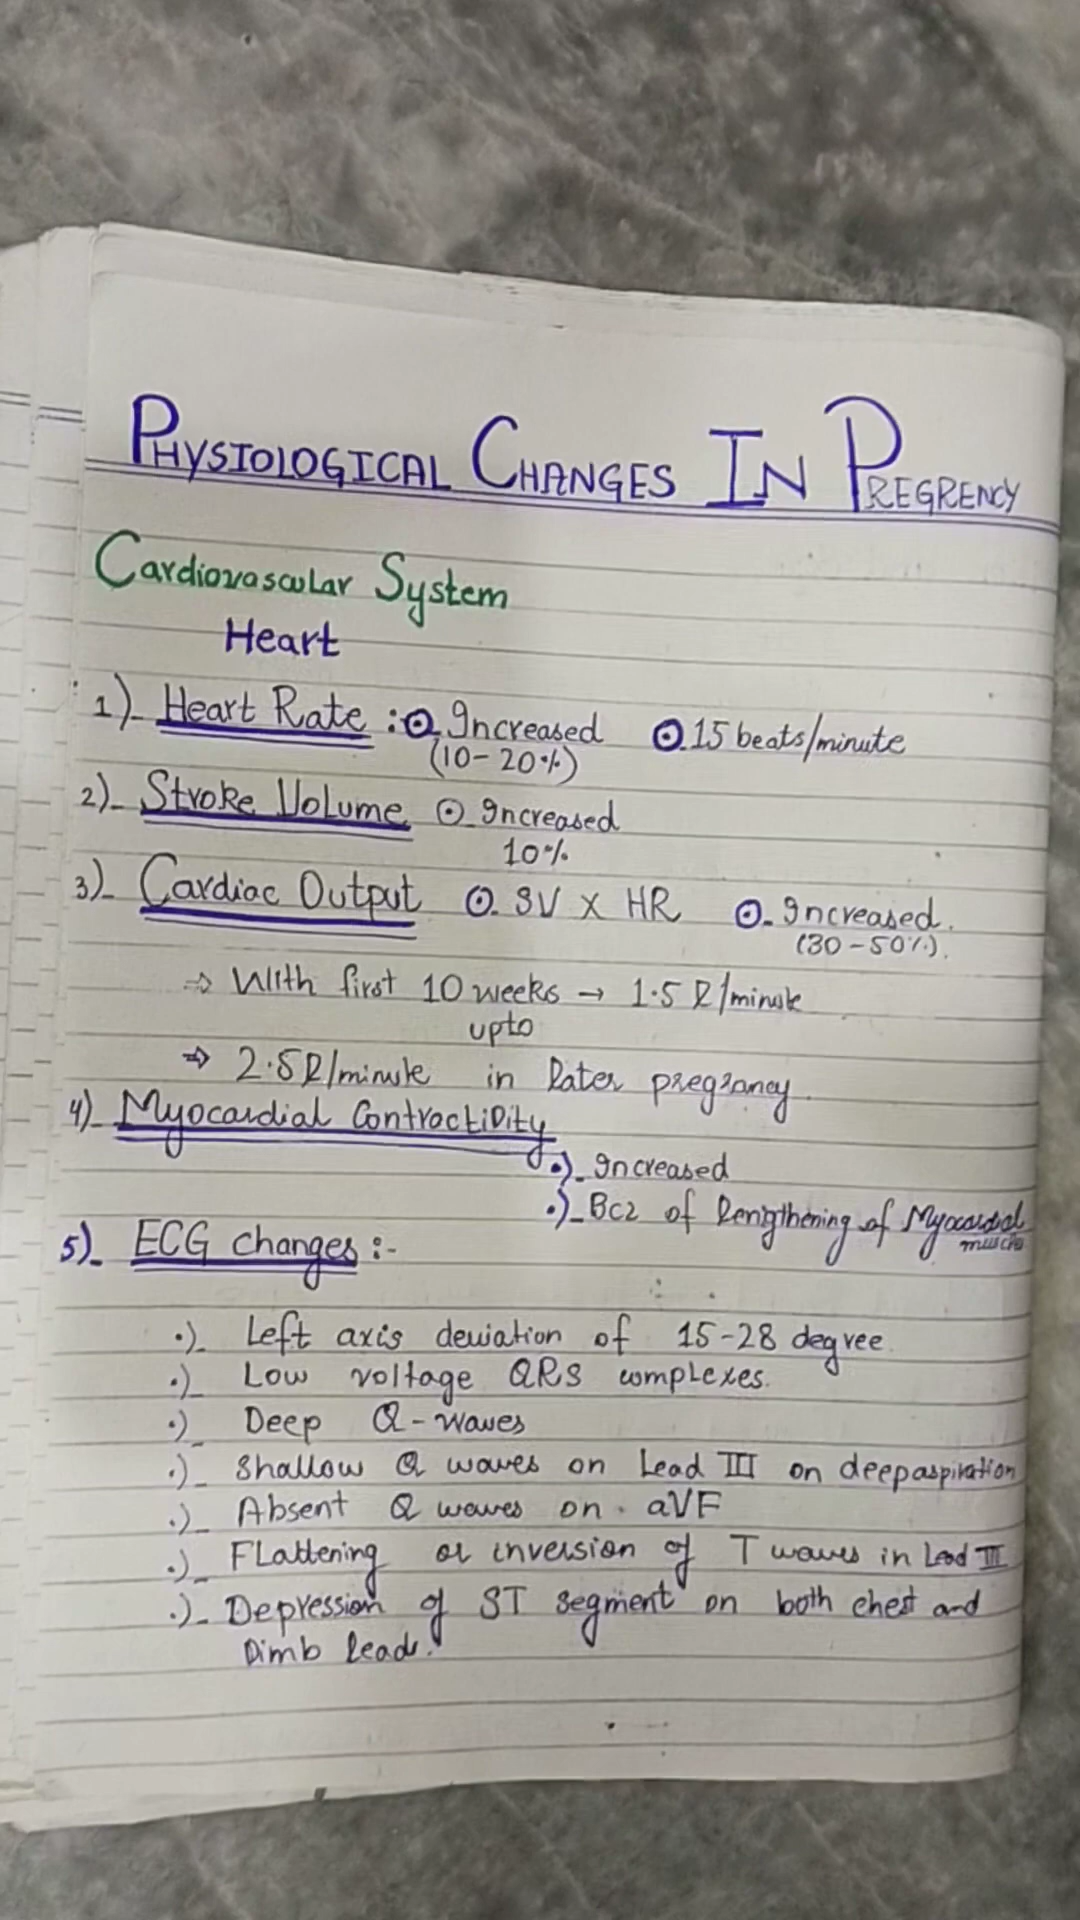 PHYSIOLOGICAL CHANGES IN PREGRENCY
Cardiovascular System
Heart
1)_ Heart Rate :⊙ Increased ⊙ 15 beats/minute
(10-20%)
2)_ Stroke Volume ⊙ Increased
10%
3)_ Cardiac Output ⊙. SV X HR ⊙_ Increased.
(30-50%).
⇒ With first 10 weeks → 1.5 l/minute
upto
⇒ 2.5l/minute in later pregnancy.
4)_ Myocardial Contractility
•)_ Increased
•)_ Bcz of lengthening of Myocardial
muscle
5)_ ECG changes :-
•)_ Left axis deviation of 15-28 degree.
•)_ Low voltage QRS complexes.
•)_ Deep Q-waves
•)_ Shallow Q waves on Lead III on deepaspiration
•)_ Absent Q waves on. aVF
•)_ Flattening or inversion of T waves in Lead III
•)_ Depression of ST segment on both chest and
limb leads.